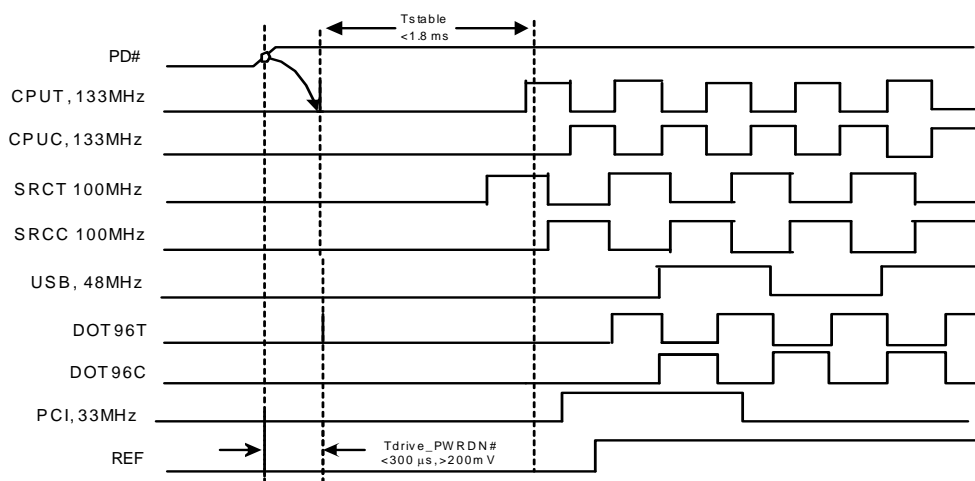 Tstable
<1.8 ms
PD#
CPUT, 133MHz
CPUC, 133MHz
SRCT 100MHz
SRCC 100MHz
USB, 48MHz
DOT96T
DOT96C
PCI, 33MHz
REF
Tdrive_PWRDN#
<300 μs, >200mV